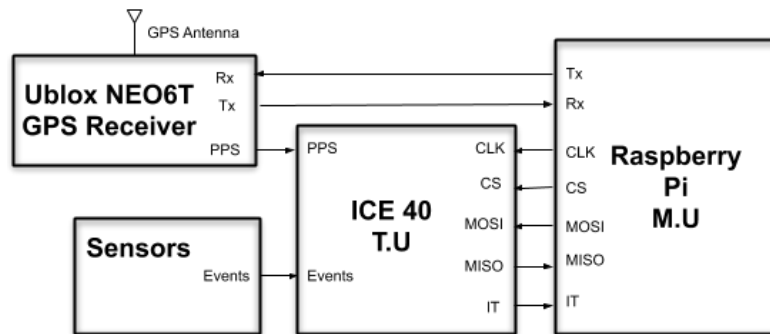 GPS Antenna
Ublox NEO6T
GPS Receiver
Rx
Tx
PPS
Sensors
Events
PPS
Events
ICE 40
T.U
CLK
CS
MOSI
MISO
IT
Tx
Rx
CLK
CS
MOSI
MISO
IT
Raspberry
Pi
M.U